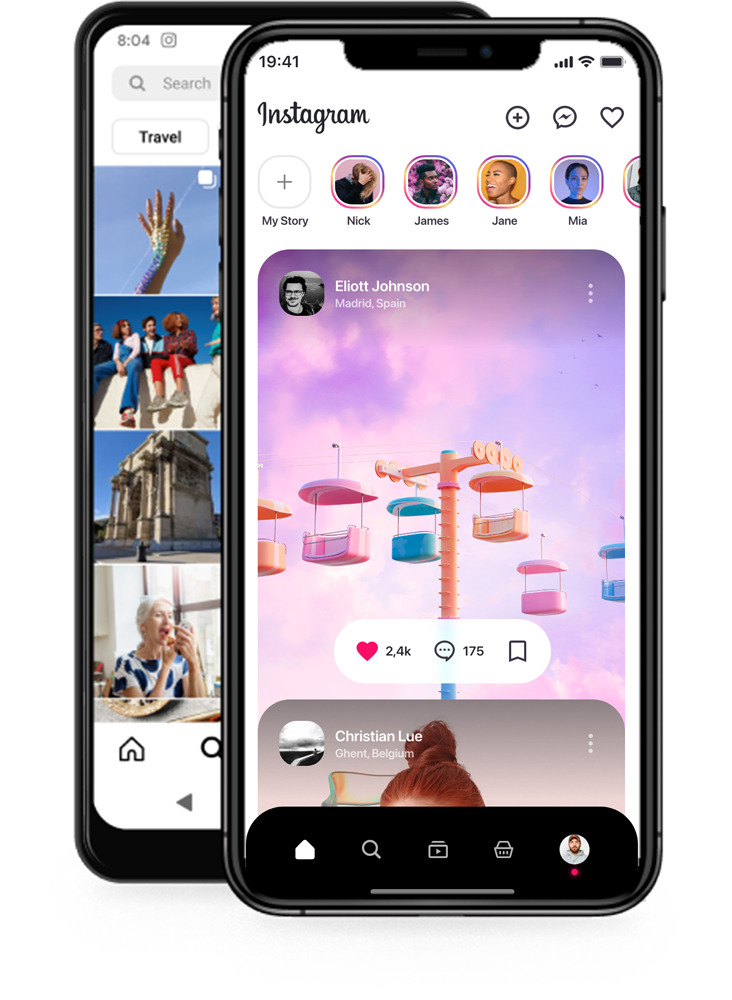 8:04
Search
Travel
19:41
Instagram
My Story
Nick
James
Jane
Mia
Eliott Johnson
Madrid, Spain
2,4k
175
Christian Lue
Ghent, Belgium